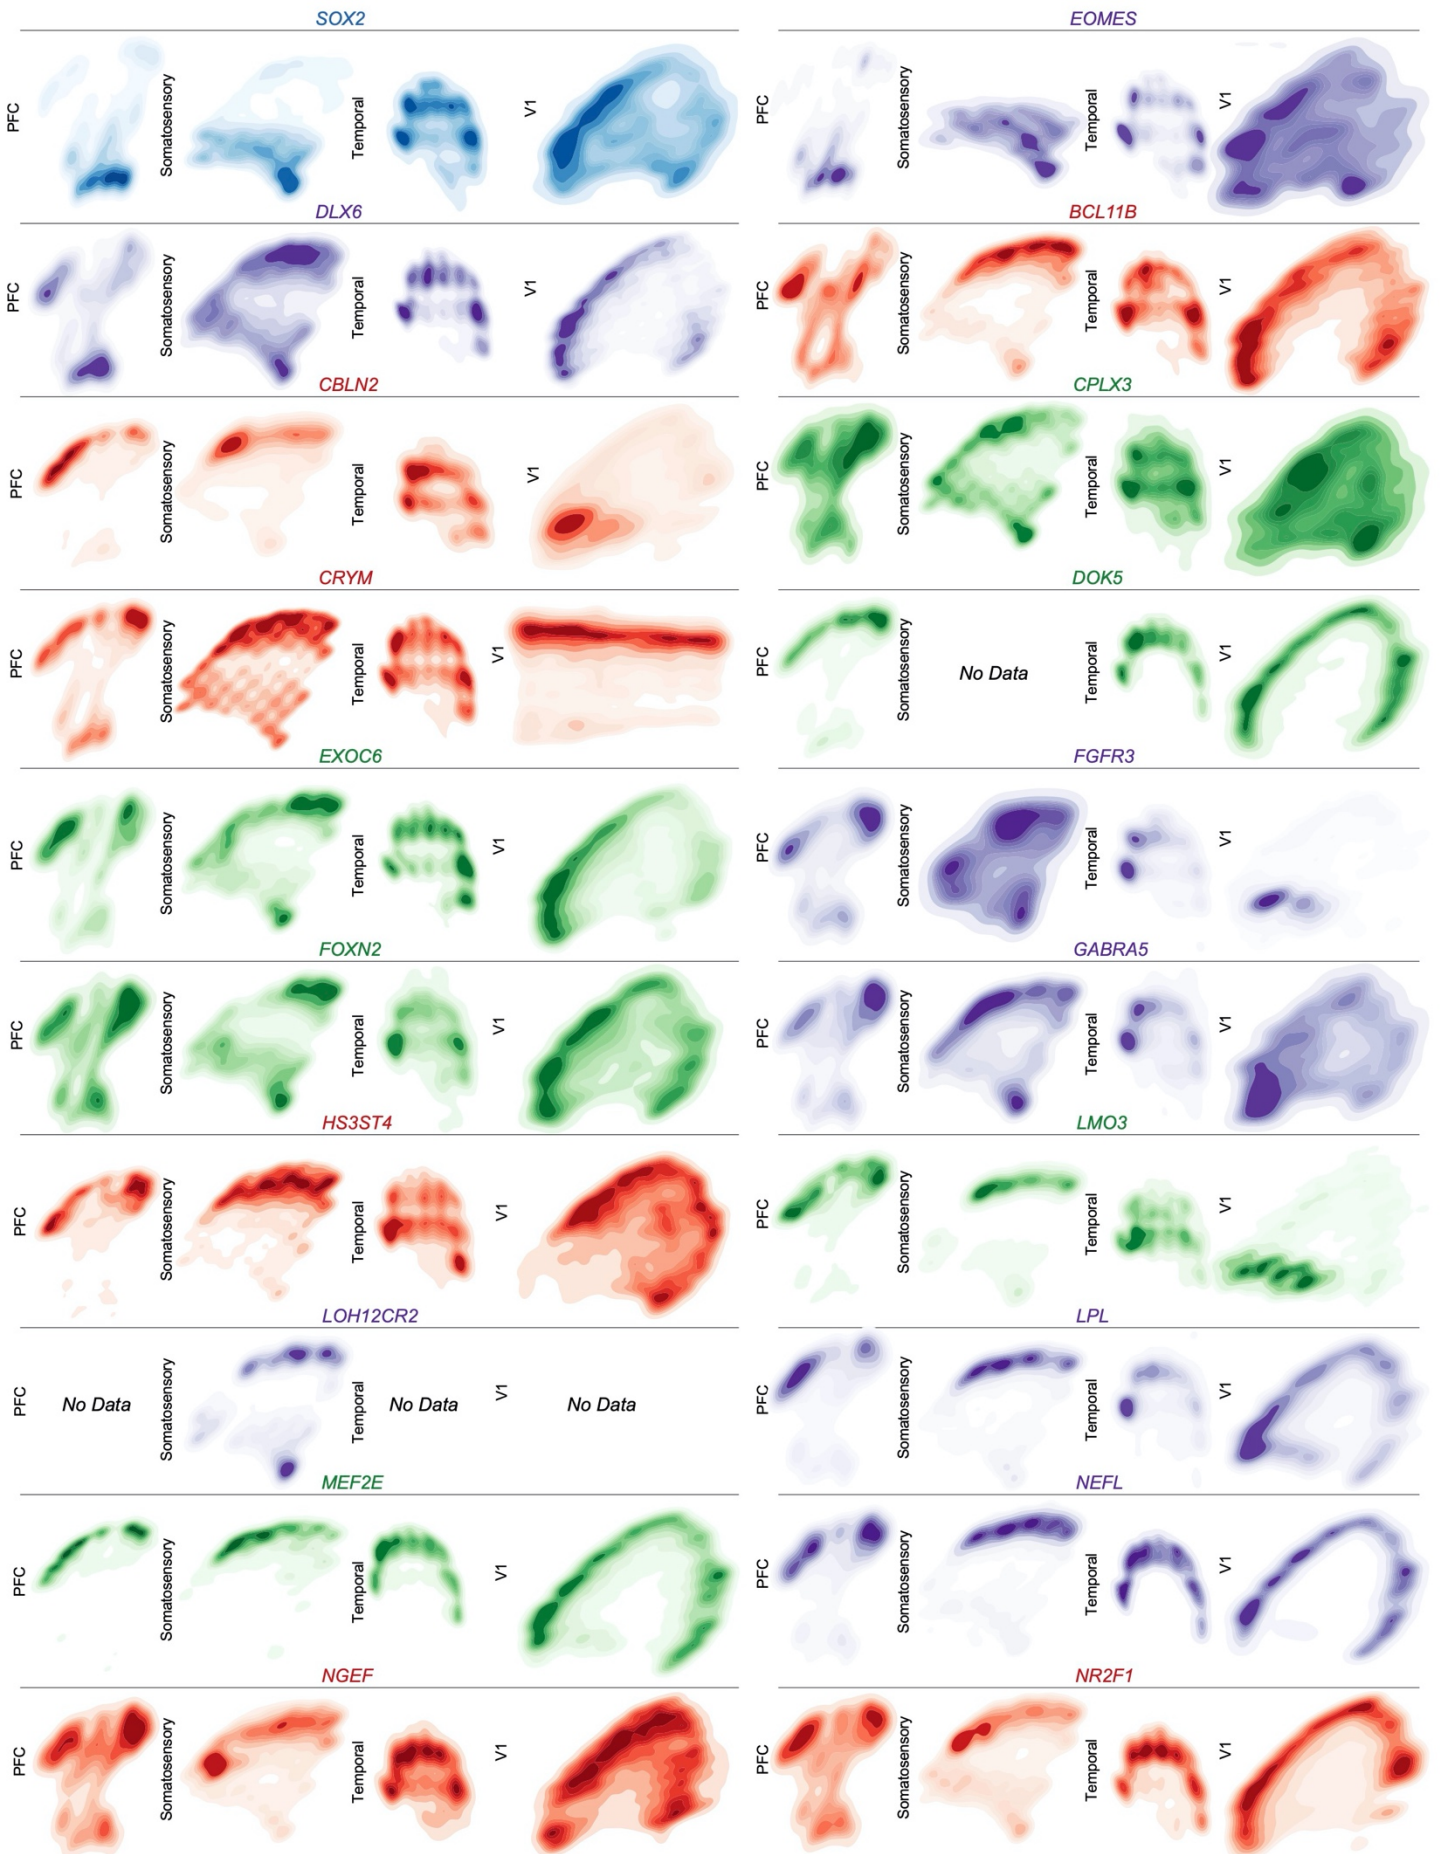 SOX2 EOMES
PFC Somatosensory Temporal V1 PFC Somatosensory Temporal V1
DLX6 BCL11B
PFC Somatosensory Temporal V1 PFC Somatosensory Temporal V1
CBLN2 CPLX3
PFC Somatosensory Temporal V1 PFC Somatosensory Temporal V1
CRYM DOK5
PFC Somatosensory Temporal V1 PFC Somatosensory No Data Temporal V1
EXOC6 FGFR3
PFC Somatosensory Temporal V1 PFC Somatosensory Temporal V1
FOXN2 GABRA5
PFC Somatosensory Temporal V1 PFC Somatosensory Temporal V1
HS3ST4 LMO3
PFC Somatosensory Temporal V1 PFC Somatosensory Temporal V1
LOH12CR2 LPL
PFC No Data Somatosensory Temporal No Data V1 No Data PFC Somatosensory Temporal V1
MEF2E NEFL
PFC Somatosensory Temporal V1 PFC Somatosensory Temporal V1
NGEF NR2F1
PFC Somatosensory Temporal V1 PFC Somatosensory Temporal V1